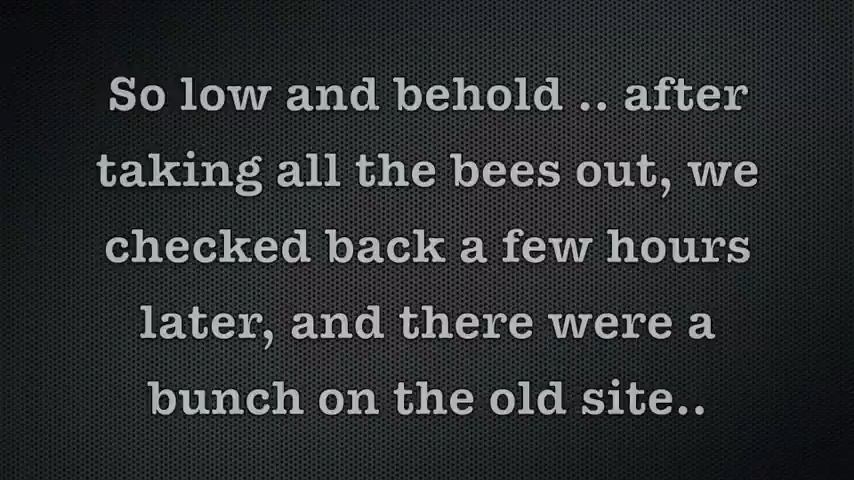 So low and behold .. after
taking all the bees out, we
checked back a few hours
later, and there were a
bunch on the old site..